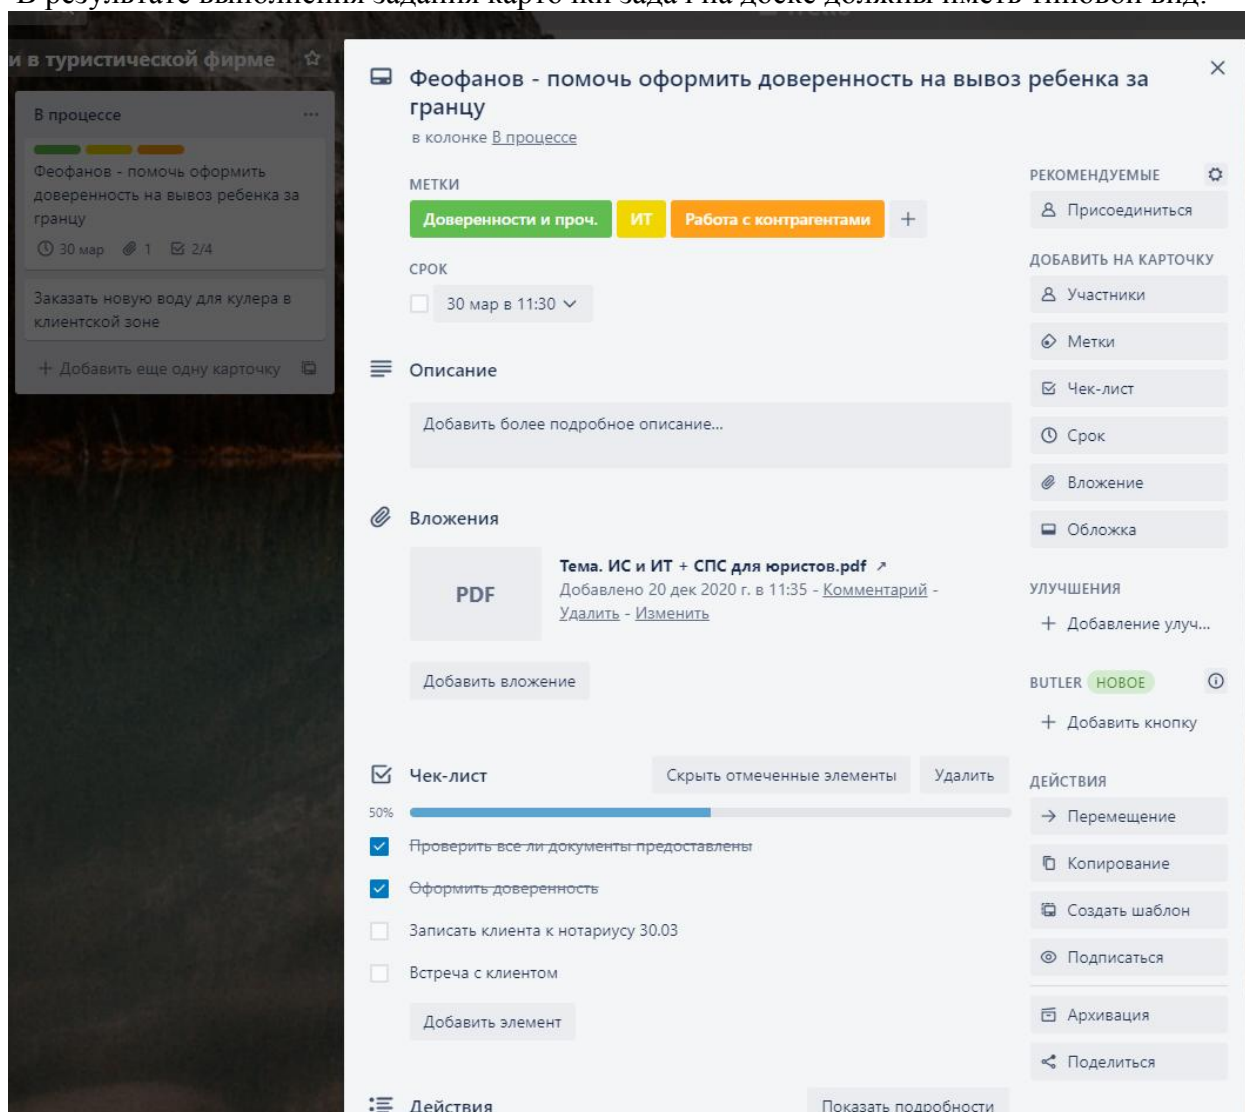 В результате выполнения задания карточки задач на доске должны иметь типовой вид:
и в туристической фирме
В процессе
Феофанов - помочь оформить
доверенность на вывоз ребенка за
гранцу
30 мар 1 2/4
Заказать новую воду для кулера в
клиентской зоне
+ Добавить еще одну карточку
Феофанов - помочь оформить доверенность на вывоз ребенка за
гранцу
в колонке В процессе
МЕТКИ
Доверенности и проч. ИТ Работа с контрагентами +
СРОК
30 мар в 11:30
Описание
Добавить более подробное описание...
Вложения
PDF
Тема. ИС и ИТ + СПС для юристов.pdf ↗
Добавлено 20 дек 2020 г. в 11:35 - Комментарий -
Удалить - Изменить
Добавить вложение
Чек-лист
Скрыть отмеченные элементы
Удалить
50%
Проверить все ли документы предоставлены
Оформить доверенность
Записать клиента к нотариусу 30.03
Встреча с клиентом
Добавить элемент
Действия
Показать подробности
РЕКОМЕНДУЕМЫЕ
Присоединиться
ДОБАВИТЬ НА КАРТОЧКУ
Участники
Метки
Чек-лист
Срок
Вложение
Обложка
УЛУЧШЕНИЯ
+ Добавление улуч...
BUTLER НОВОЕ
+ Добавить кнопку
ДЕЙСТВИЯ
Перемещение
Копирование
Создать шаблон
Подписаться
Архивация
Поделиться